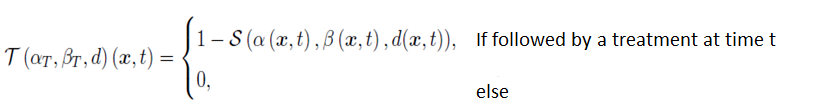 𝒯 (α_𝒯, β_𝒯, d) (x, t) = { 1 − 𝒮 (α (x, t) , β (x, t) , d(x, t)), If followed by a treatment at time t
0, else